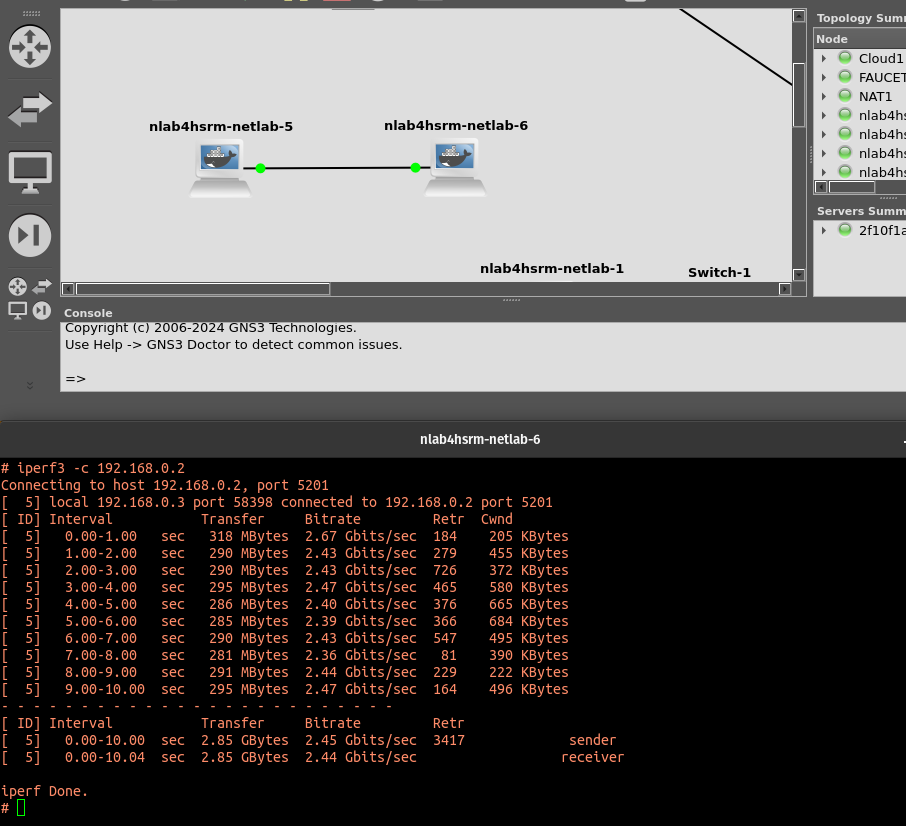 Topology Summ
Node
Cloud1
FAUCET
NAT1
nlab4hs
nlab4hs
nlab4hs
nlab4hs
Servers Summ
2f10f1a
nlab4hsrm-netlab-5
nlab4hsrm-netlab-6
nlab4hsrm-netlab-1
Switch-1
Console
Copyright (c) 2006-2024 GNS3 Technologies.
Use Help -> GNS3 Doctor to detect common issues.
=>
nlab4hsrm-netlab-6
# iperf3 -c 192.168.0.2
Connecting to host 192.168.0.2, port 5201
[  5] local 192.168.0.3 port 58398 connected to 192.168.0.2 port 5201
[ ID] Interval           Transfer     Bitrate         Retr  Cwnd
[  5]   0.00-1.00   sec   318 MBytes  2.67 Gbits/sec  184    205 KBytes
[  5]   1.00-2.00   sec   290 MBytes  2.43 Gbits/sec  279    455 KBytes
[  5]   2.00-3.00   sec   290 MBytes  2.43 Gbits/sec  726    372 KBytes
[  5]   3.00-4.00   sec   295 MBytes  2.47 Gbits/sec  465    580 KBytes
[  5]   4.00-5.00   sec   286 MBytes  2.40 Gbits/sec  376    665 KBytes
[  5]   5.00-6.00   sec   285 MBytes  2.39 Gbits/sec  366    684 KBytes
[  5]   6.00-7.00   sec   290 MBytes  2.43 Gbits/sec  547    495 KBytes
[  5]   7.00-8.00   sec   281 MBytes  2.36 Gbits/sec   81    390 KBytes
[  5]   8.00-9.00   sec   291 MBytes  2.44 Gbits/sec  229    222 KBytes
[  5]   9.00-10.00  sec   295 MBytes  2.47 Gbits/sec  164    496 KBytes
- - - - - - - - - - - - - - - - - - - - - - - - -
[ ID] Interval           Transfer     Bitrate         Retr
[  5]   0.00-10.00  sec  2.85 GBytes  2.45 Gbits/sec  3417             sender
[  5]   0.00-10.04  sec  2.85 GBytes  2.44 Gbits/sec                  receiver
iperf Done.
#